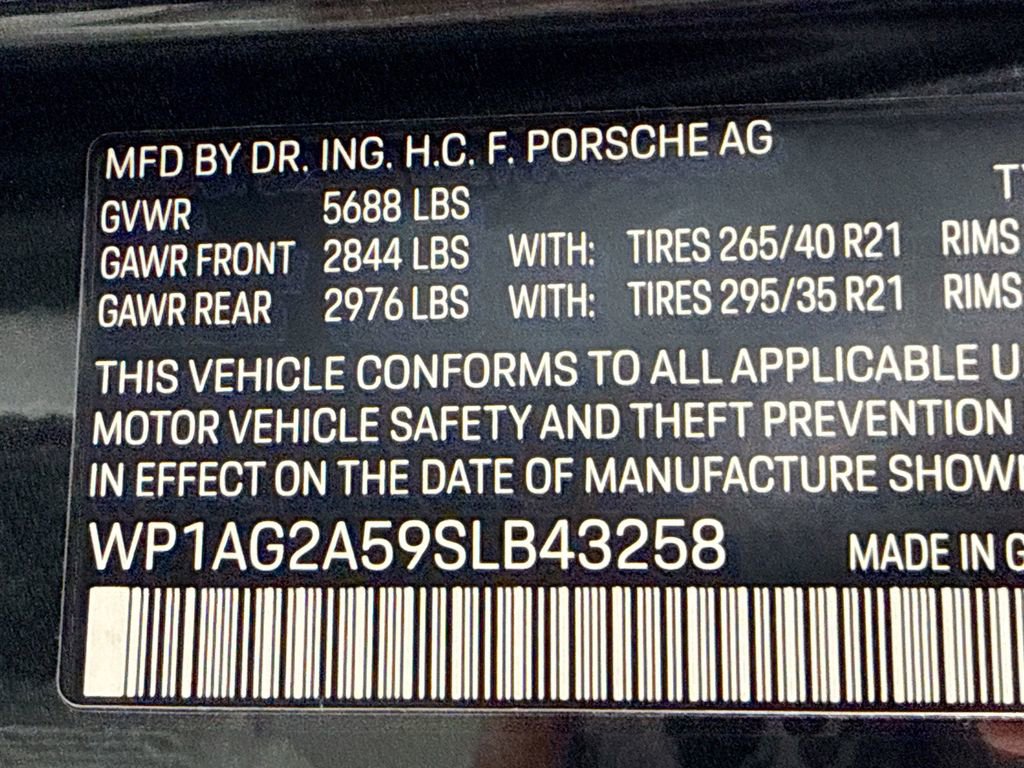 MFD BY DR. ING. H.C. F. PORSCHE AG
GVWR 5688 LBS
GAWR FRONT 2844 LBS WITH: TIRES 265/40 R21 RIMS
GAWR REAR 2976 LBS WITH: TIRES 295/35 R21 RIMS
THIS VEHICLE CONFORMS TO ALL APPLICABLE U
MOTOR VEHICLE SAFETY AND THEFT PREVENTION
IN EFFECT ON THE DATE OF MANUFACTURE SHOW
WP1AG2A59SLB43258 MADE IN G